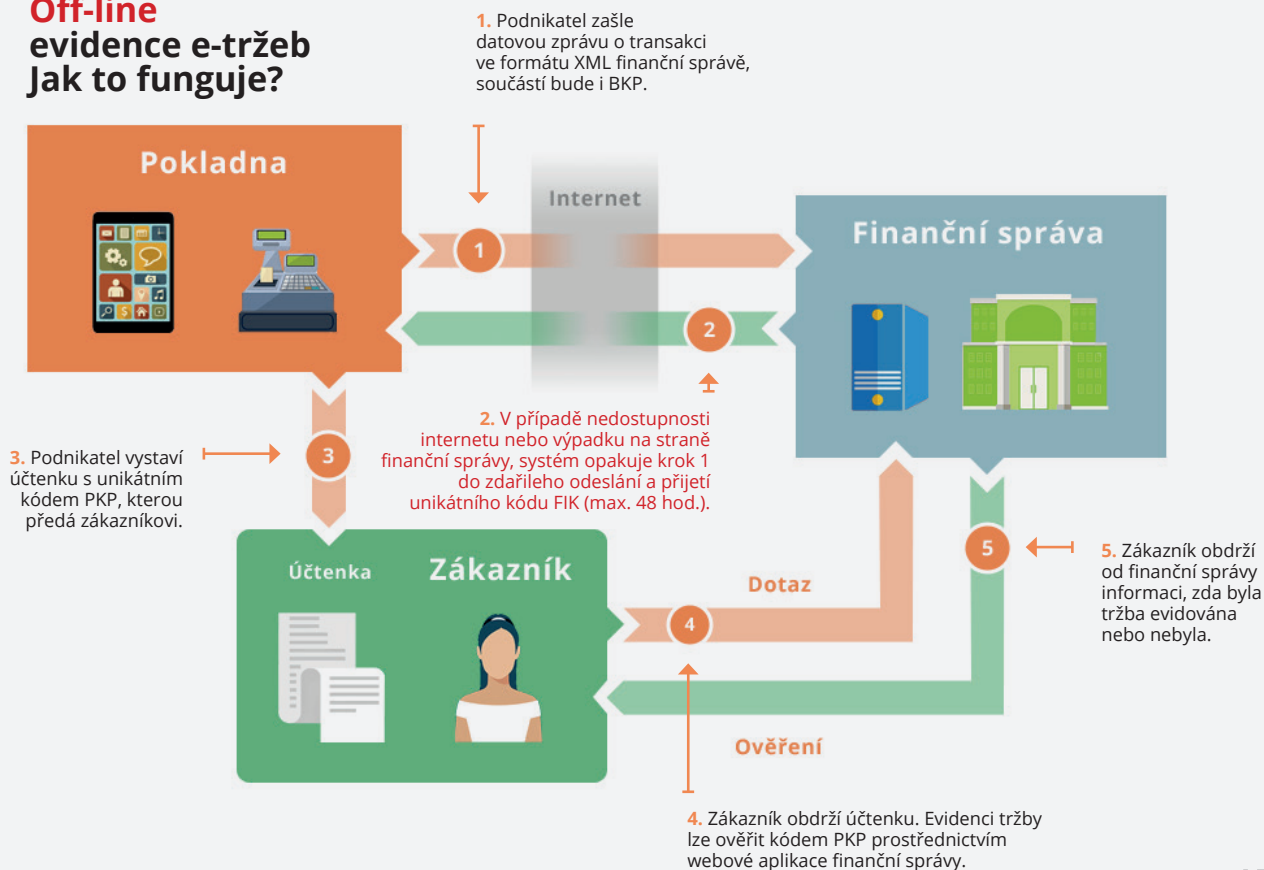 Off-line
evidence e-tržeb
Jak to funguje?
1. Podnikatel zašle
datovou zprávu o transakci
ve formátu XML finanční správě,
součástí bude i BKP.
Pokladna
Internet
Finanční správa
1
2
2. V případě nedostupnosti
internetu nebo výpadku na straně
finanční správy, systém opakuje krok 1
do zdařileho odeslání a přijetí
unikátního kódu FIK (max. 48 hod.).
3. Podnikatel vystaví
účtenku s unikátním
kódem PKP, kterou
předá zákazníkovi.
3
Účtenka
Zákazník
Dotaz
4
5
5. Zákazník obdrží
od finanční správy
informaci, zda byla
tržba evidována
nebo nebyla.
Ověření
4. Zákazník obdrží účtenku. Evidenci tržby
lze ověřit kódem PKP prostřednictvím
webové aplikace finanční správy.